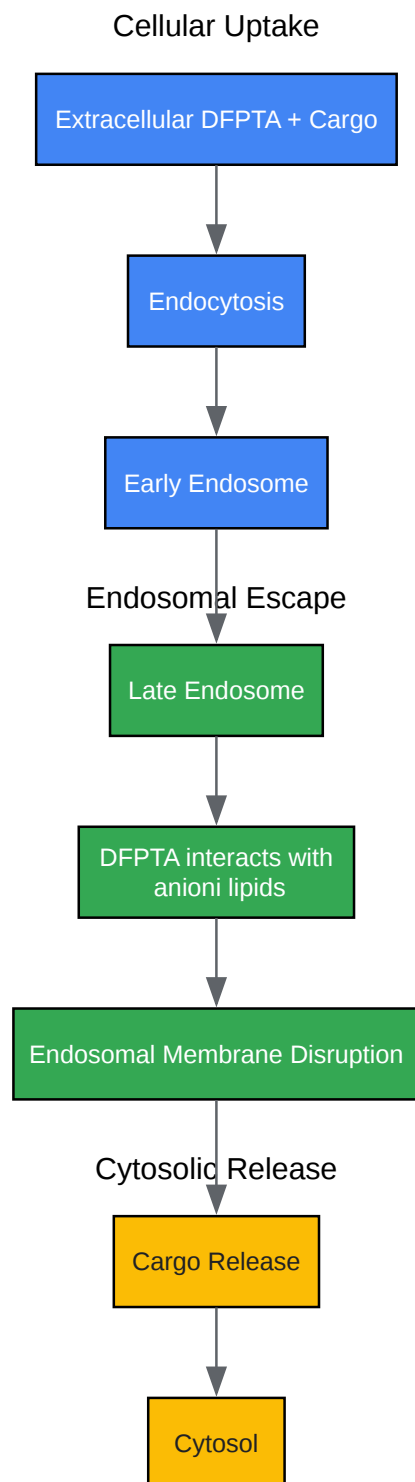 Cellular Uptake
Extracellular DFPTA + Cargo
Endocytosis
Early Endosome
Endosomal Escape
Late Endosome
DFPTA interacts with
anioni lipids
Endosomal Membrane Disruption
Cytosolic Release
Cargo Release
Cytosol